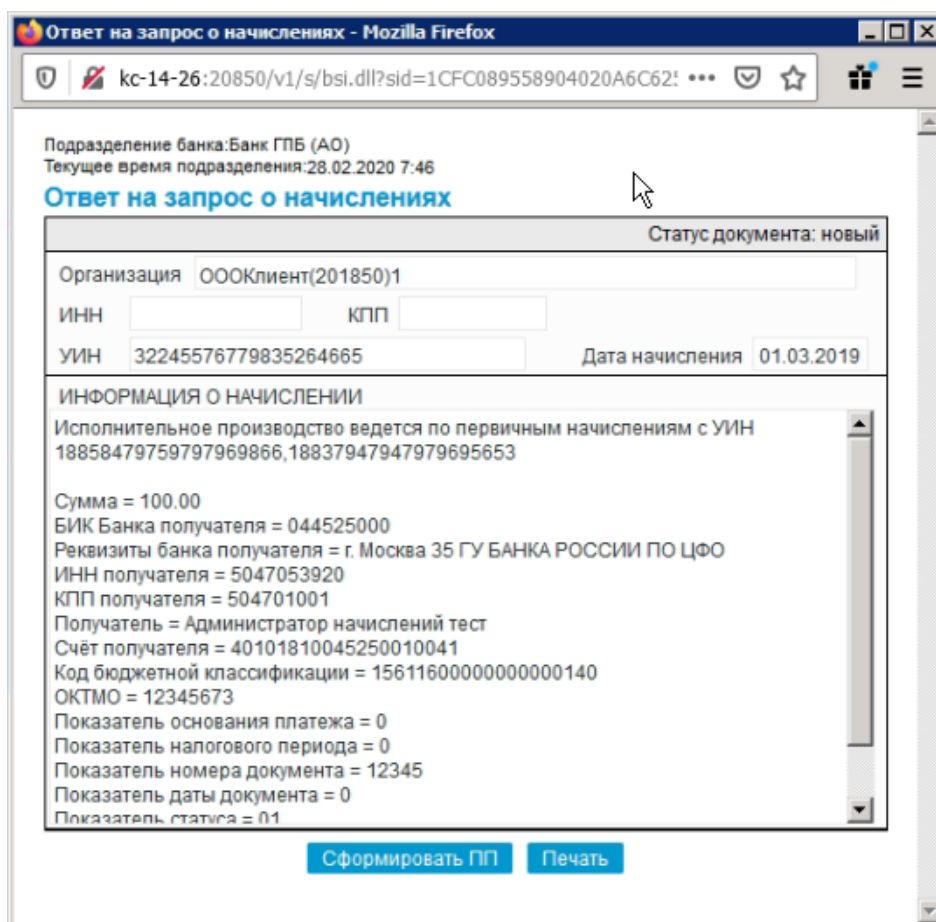 Ответ на запрос о начислениях - Mozilla Firefox
kc-14-26:20850/v1/s/bsi.dll?sid=1CFC089558904020A6C625
Подразделение банка:Банк ГПБ (АО)
Текущее время подразделения:28.02.2020 7:46
Ответ на запрос о начислениях
Статус документа: новый
Организация ОООКлиент(201850)1
ИНН КПП
УИН 32245576779835264665 Дата начисления 01.03.2019
ИНФОРМАЦИЯ О НАЧИСЛЕНИИ
Исполнительное производство ведется по первичным начислениям с УИН
18858479759797969866,18837947947979695653
Сумма = 100.00
БИК Банка получателя = 044525000
Реквизиты банка получателя = г. Москва 35 ГУ БАНКА РОССИИ ПО ЦФО
ИНН получателя = 5047053920
КПП получателя = 504701001
Получатель = Администратор начислений тест
Счёт получателя = 40101810045250010041
Код бюджетной классификации = 15611600000000000140
ОКТМО = 12345673
Показатель основания платежа = 0
Показатель налогового периода = 0
Показатель номера документа = 12345
Показатель даты документа = 0
Показатель статуса = 01
Сформировать ПП Печать